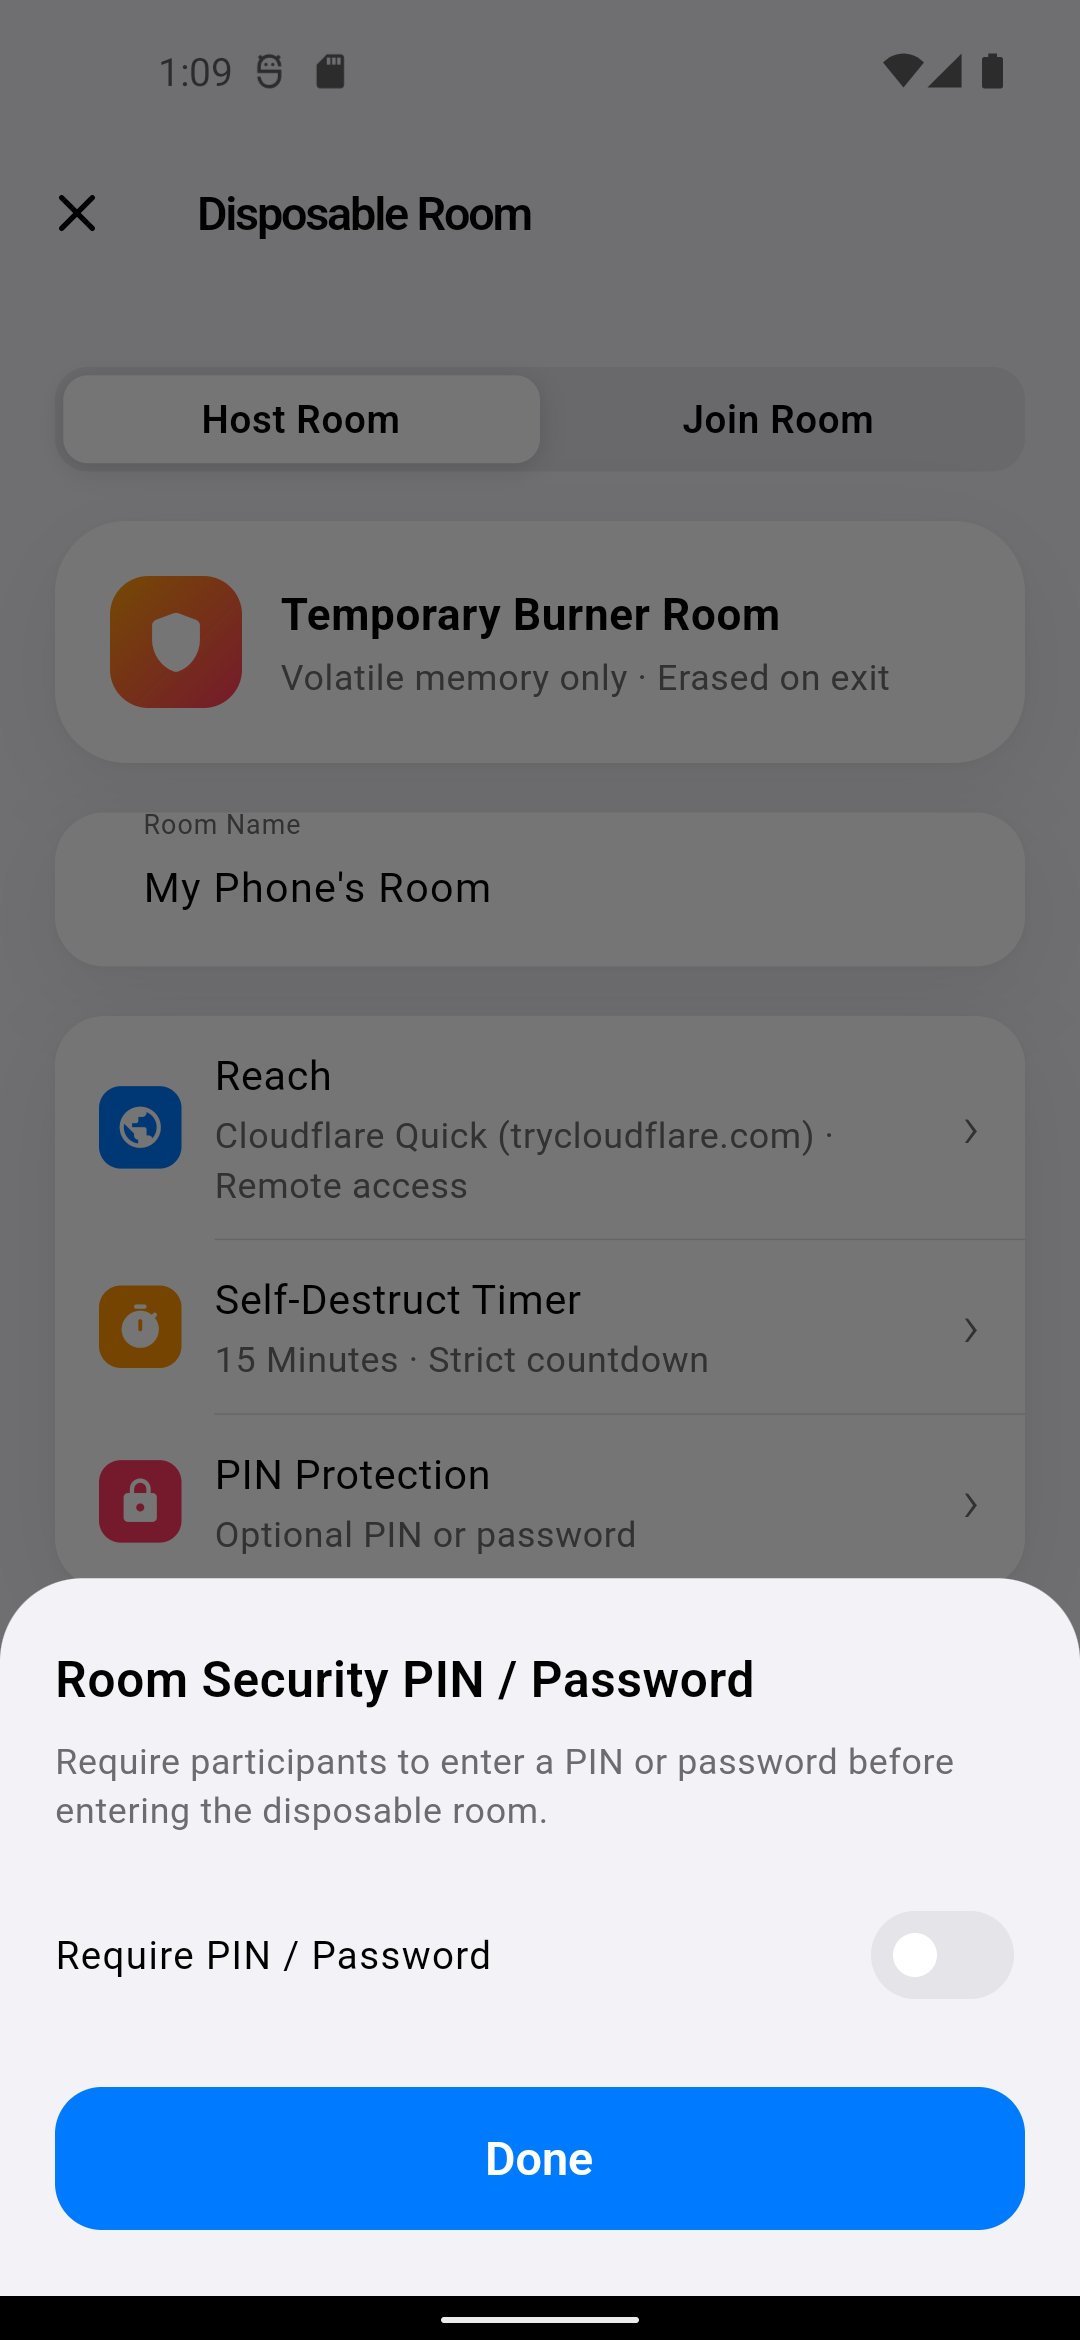 1:09
Disposable Room
Host Room
Join Room
Temporary Burner Room
Volatile memory only · Erased on exit
Room Name
My Phone's Room
Reach
Cloudflare Quick (trycloudflare.com) ·
Remote access
Self-Destruct Timer
15 Minutes · Strict countdown
PIN Protection
Optional PIN or password
Room Security PIN / Password
Require participants to enter a PIN or password before
entering the disposable room.
Require PIN / Password
Done